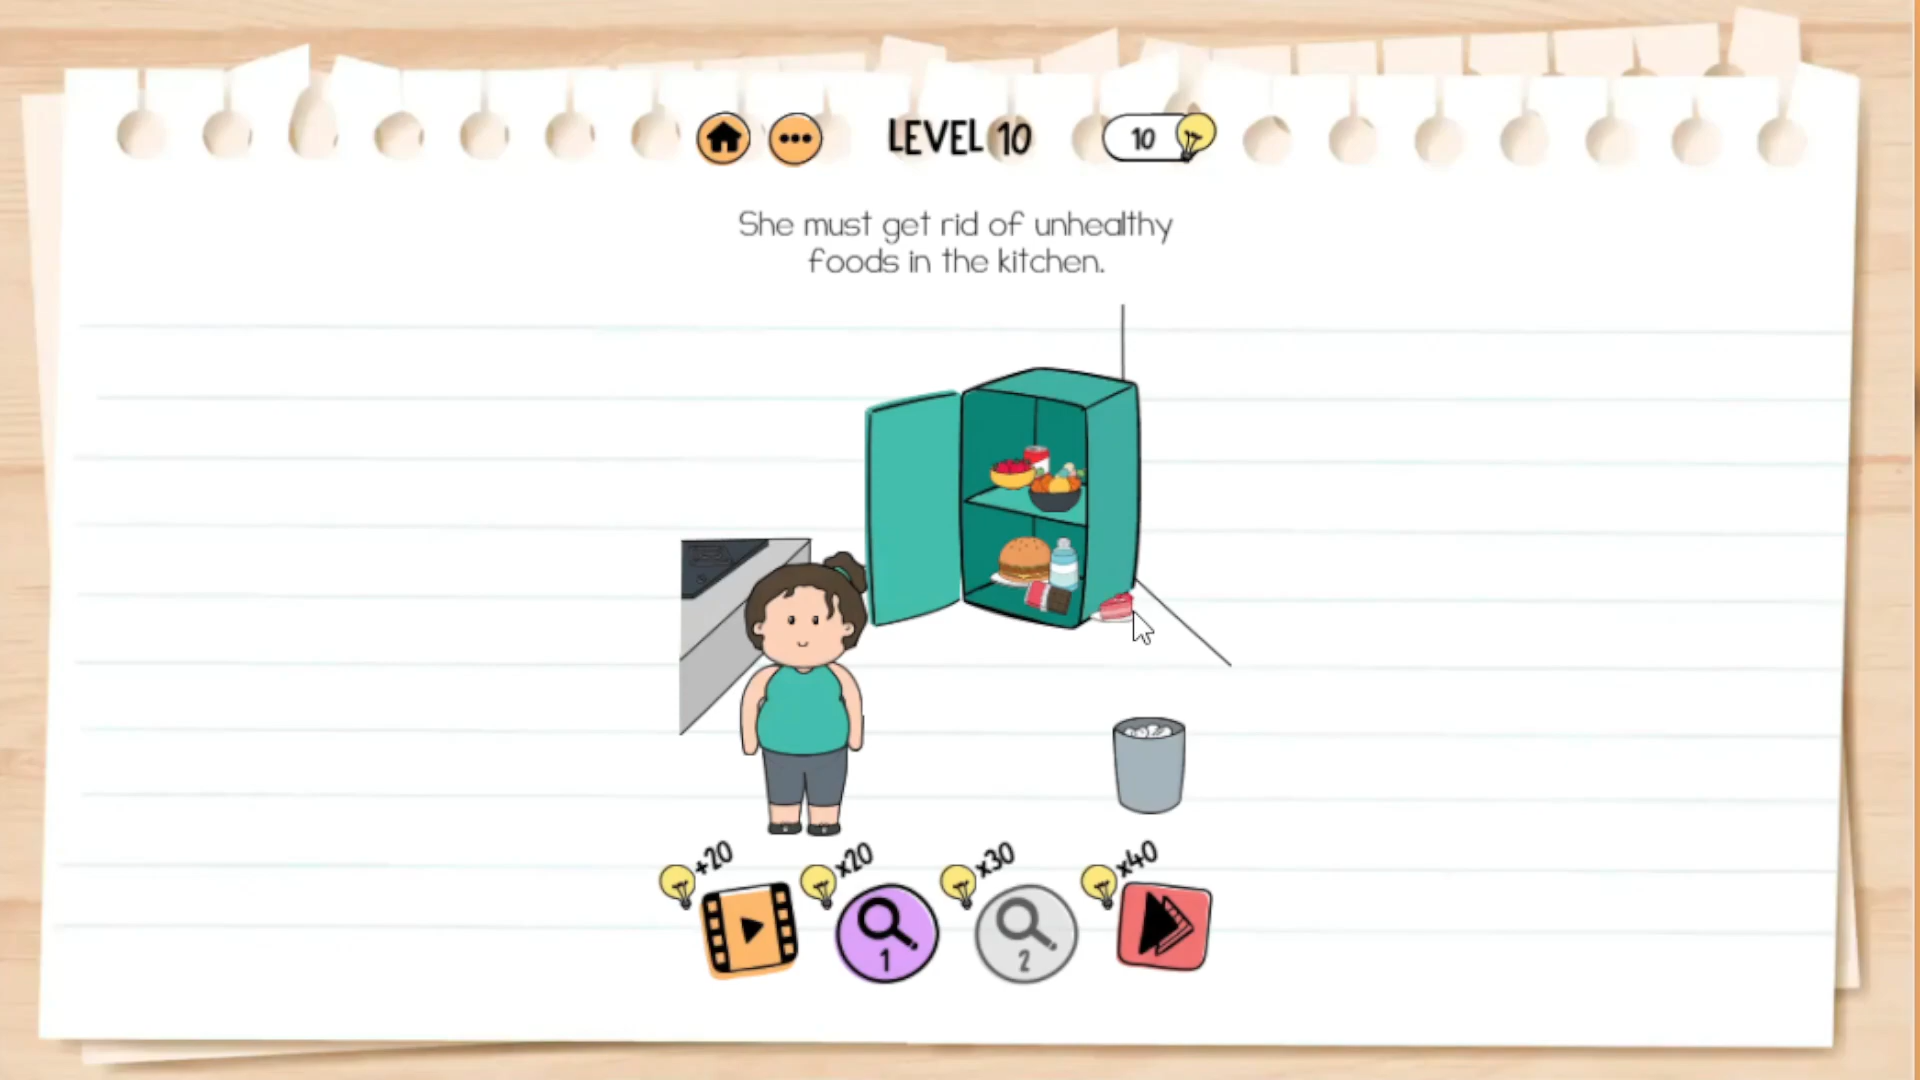 LEVEL 10
10
She must get rid of unhealthy
foods in the kitchen.
+20
x20
x30
x40
1
2